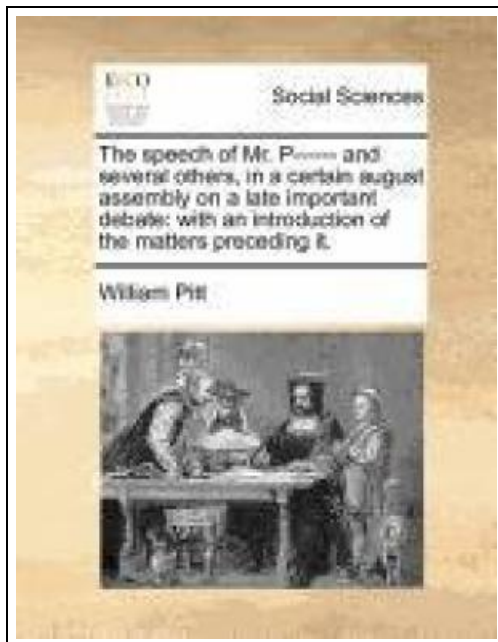 ECCO
Social Sciences
The speech of Mr. P------ and
several others, in a certain august
assembly on a late important
debate: with an introduction of
the matters preceding it.
William Pitt